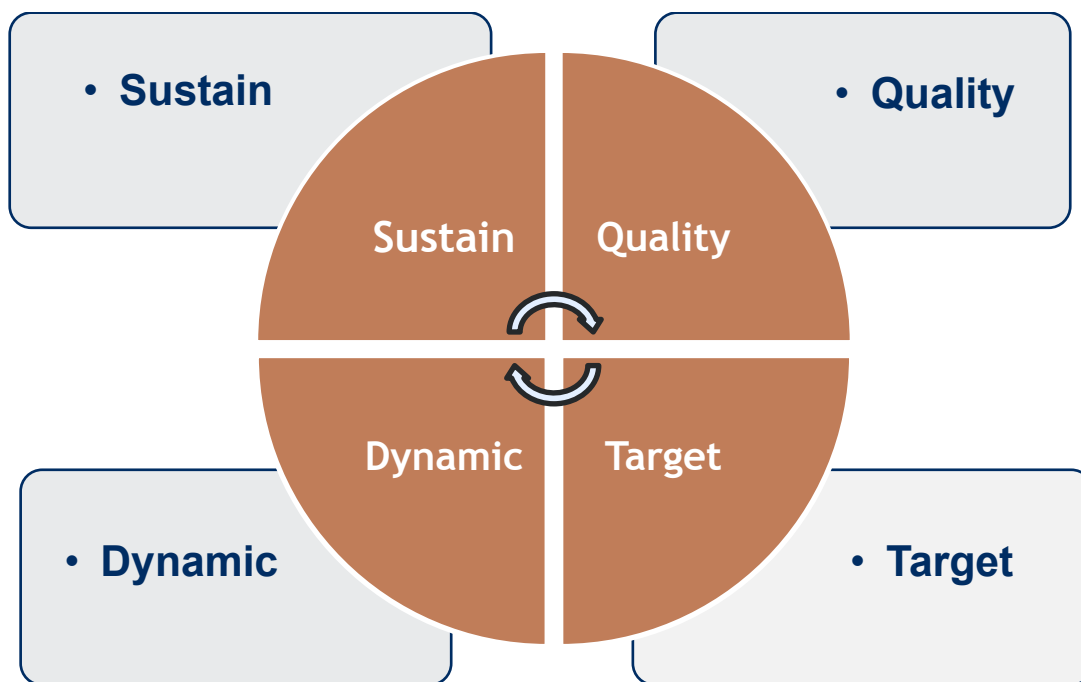 • Sustain
• Quality
Sustain
Quality
Dynamic
Target
• Dynamic
• Target